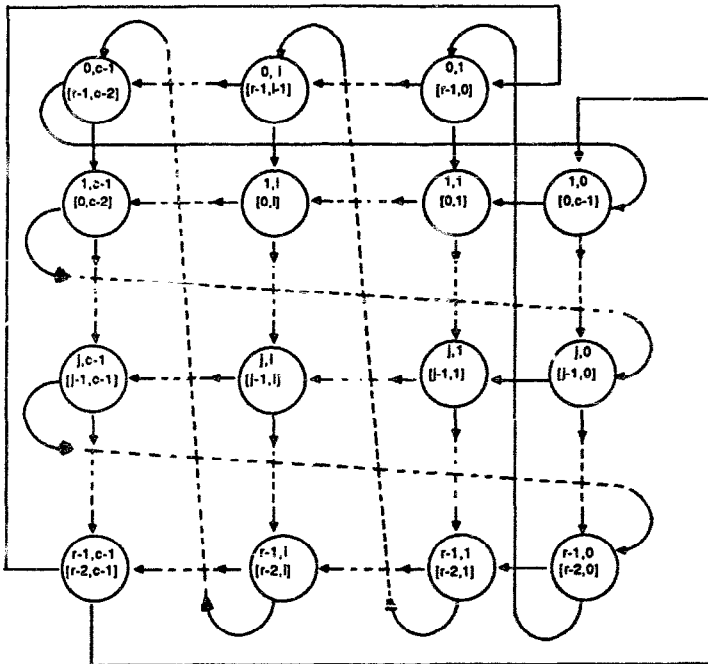 0,c-1
[r-1,c-2]
0, i
[r-1,i-1]
0,1
[r-1,0]
1,c-1
[0,c-2]
1,i
[0,i]
1,1
[0,1]
1,0
[0,c-1]
j,c-1
[j-1,c-1]
j,i
[j-1,i]
j,1
[j-1,1]
j,0
[j-1,0]
r-1,c-1
[r-2,c-1]
r-1,i
[r-2,i]
r-1,1
[r-2,1]
r-1,0
[r-2,0]